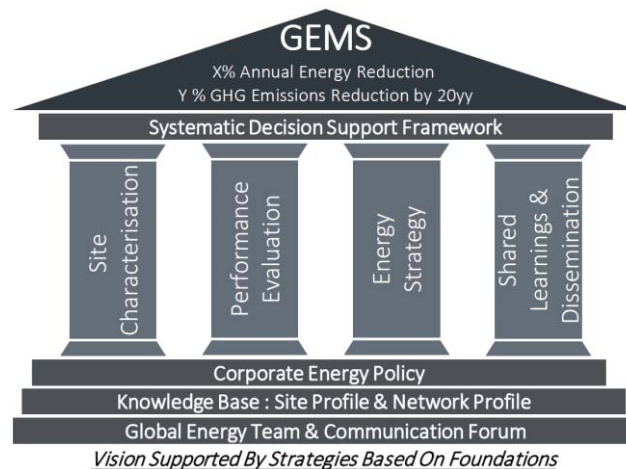 GEMS
X% Annual Energy Reduction
Y % GHG Emissions Reduction by 20yy
Systematic Decision Support Framework
Site
Characterisation
Performance
Evaluation
Energy
Strategy
Shared
Learnings &
Dissemination
Corporate Energy Policy
Knowledge Base : Site Profile & Network Profile
Global Energy Team & Communication Forum
Vision Supported By Strategies Based On Foundations